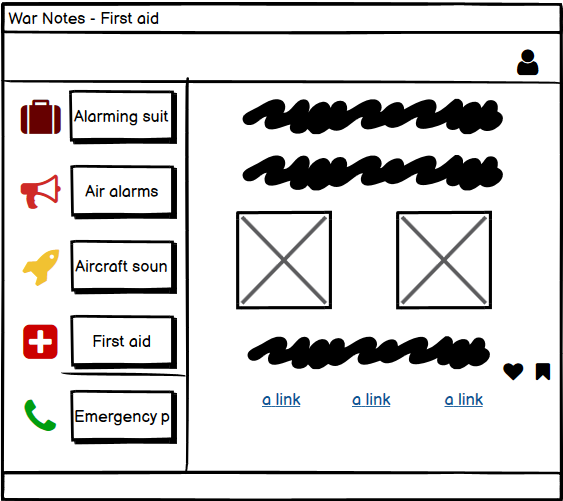 War Notes - First aid
Alarming suit
Air alarms
Aircraft soun
First aid
Emergency p
a link a link a link